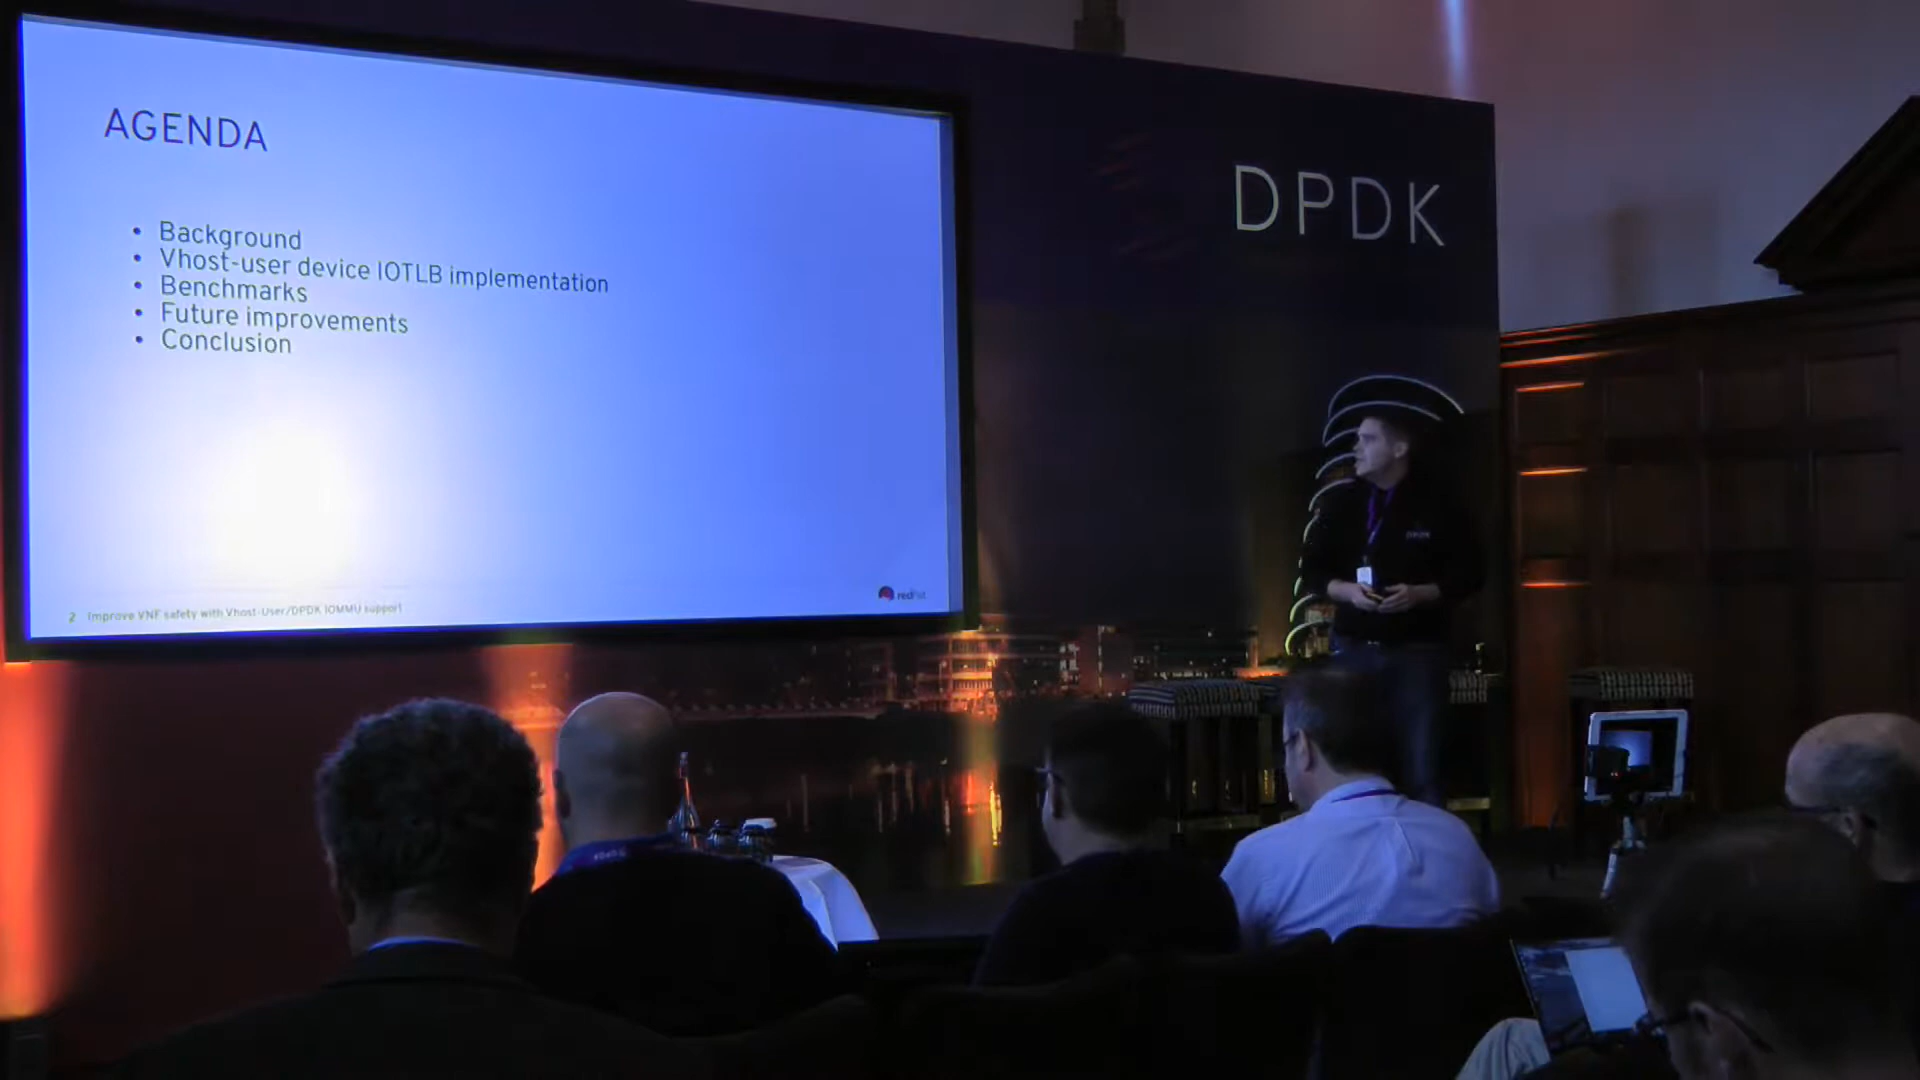 AGENDA
• Background
• Vhost-user device IOTLB implementation
• Benchmarks
• Future improvements
• Conclusion
2 Improve VNF safety with Vhost-User/DPDK IOMMU support
redhat
DPDK
DPDK